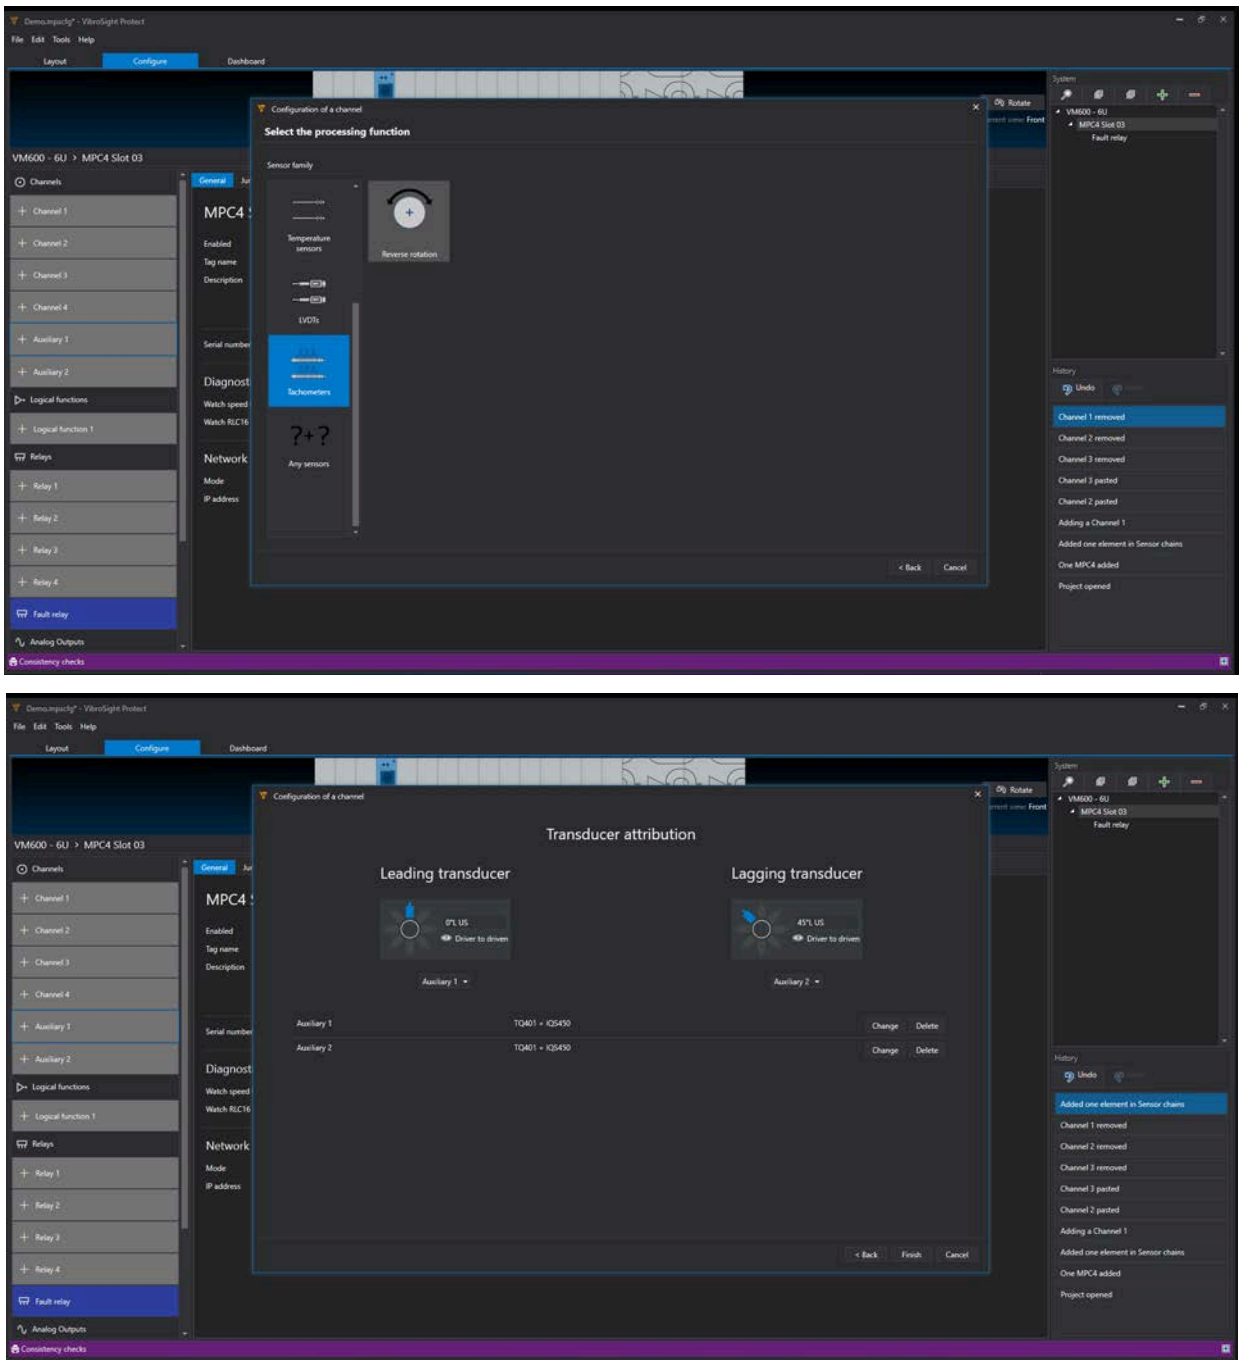 Demo.mpscfg* - VibroSight Protect
File Edit Tools Help
Layout Configure Dashboard
System
Rotate
Front
VM600 - 6U
MPC4 Slot 03
Fault relay
Configuration of a channel
Select the processing function
VM600 - 6U > MPC4 Slot 03
Channels
General
Channel 1
Channel 2
Channel 3
Channel 4
Auxiliary 1
Auxiliary 2
Logical functions
Logical function 1
Relays
Relay 1
Relay 2
Relay 3
Relay 4
Fault relay
Analog Outputs
Consistency checks
MPC4
Enabled
Tag name
Description
Serial number
Diagnost
Watch speed
Watch RLC16
Network
Mode
IP address
Sensor family
Temperature
sensors
LVDTs
Tachometers
?+?
Any sensors
Reverse rotation
< Back Cancel
History
Undo
Channel 1 removed
Channel 2 removed
Channel 3 removed
Channel 3 pasted
Channel 2 pasted
Adding a Channel 1
Added one element in Sensor chains
One MPC4 added
Project opened
Demo.mpscfg* - VibroSight Protect
File Edit Tools Help
Layout Configure Dashboard
System
Rotate
Front
VM600 - 6U
MPC4 Slot 03
Fault relay
Configuration of a channel
Transducer attribution
VM600 - 6U > MPC4 Slot 03
Channels
General
Channel 1
Channel 2
Channel 3
Channel 4
Auxiliary 1
Auxiliary 2
Logical functions
Logical function 1
Relays
Relay 1
Relay 2
Relay 3
Relay 4
Fault relay
Analog Outputs
Consistency checks
MPC4
Enabled
Tag name
Description
Serial number
Diagnost
Watch speed
Watch RLC16
Network
Mode
IP address
Leading transducer
0°L US
Driver to driven
Auxiliary 1
Lagging transducer
45°L US
Driver to driven
Auxiliary 2
Auxiliary 1 TQ401 + IQS450 Change Delete
Auxiliary 2 TQ401 + IQS450 Change Delete
< Back Finish Cancel
History
Undo
Added one element in Sensor chains
Channel 1 removed
Channel 2 removed
Channel 3 removed
Channel 3 pasted
Channel 2 pasted
Adding a Channel 1
Added one element in Sensor chains
One MPC4 added
Project opened